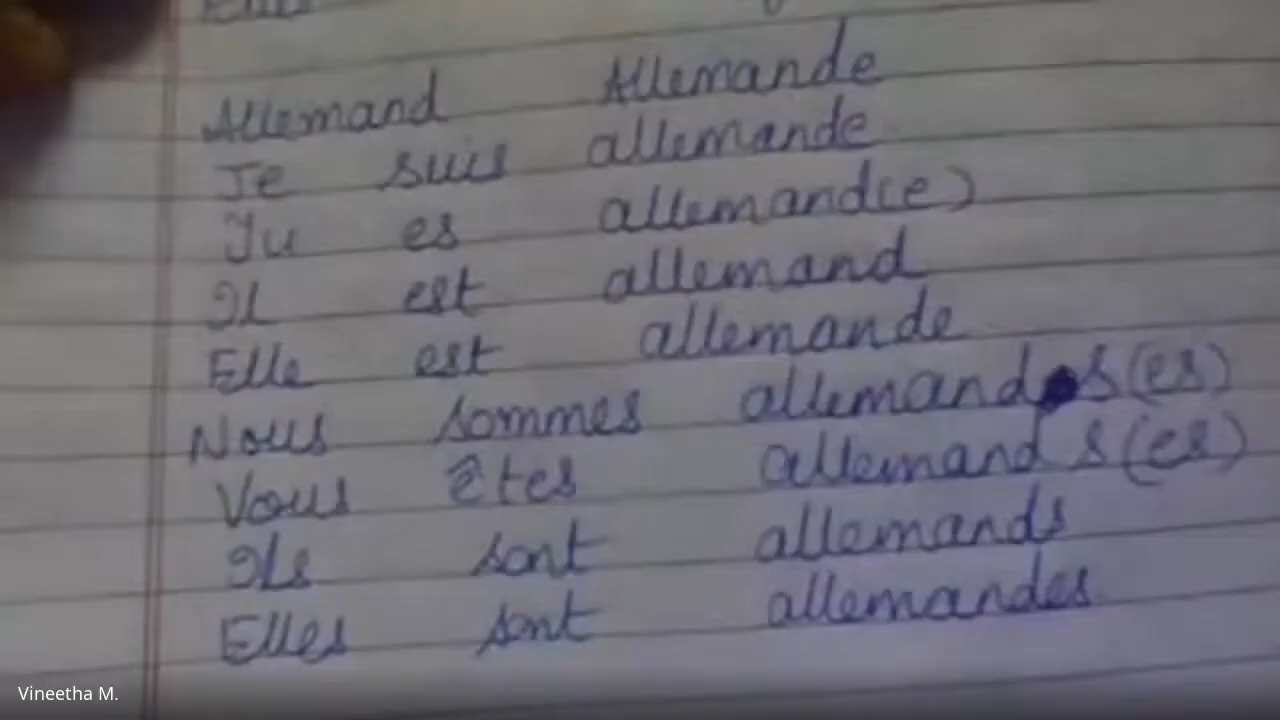 Allemand Allemande
Je suis allemande
Tu es allemand(e)
Il est allemand
Elle est allemande
Nous sommes allemands(es)
Vous êtes allemands(es)
Ils sont allemands
Elles sont allemandes
Vineetha M.